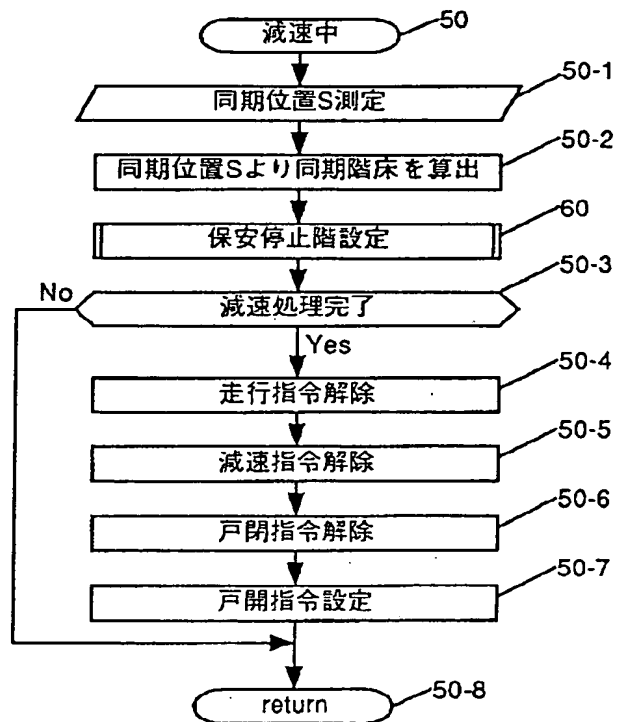 減速中
50
50-1
同期位置S測定
50-2
同期位置Sより同期階床を算出
60
保安停止階設定
50-3
No
減速処理完了
Yes
50-4
走行指令解除
50-5
減速指令解除
50-6
戸閉指令解除
50-7
戸開指令設定
return
50-8